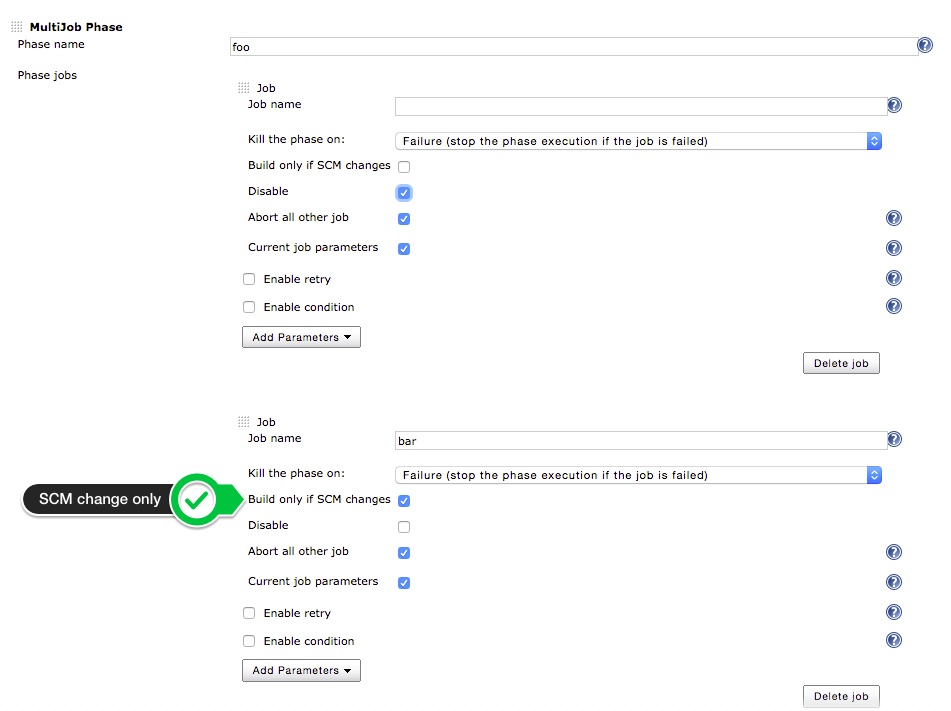 MultiJob Phase
Phase name
foo
?
Phase jobs
Job
Job name
?
Kill the phase on:
Failure (stop the phase execution if the job is failed)
Build only if SCM changes
Disable
Abort all other job
?
Current job parameters
?
Enable retry
?
Enable condition
?
Add Parameters
Delete job
Job
Job name
bar
?
Kill the phase on:
Failure (stop the phase execution if the job is failed)
SCM change only
Build only if SCM changes
Disable
Abort all other job
?
Current job parameters
?
Enable retry
?
Enable condition
?
Add Parameters
Delete job